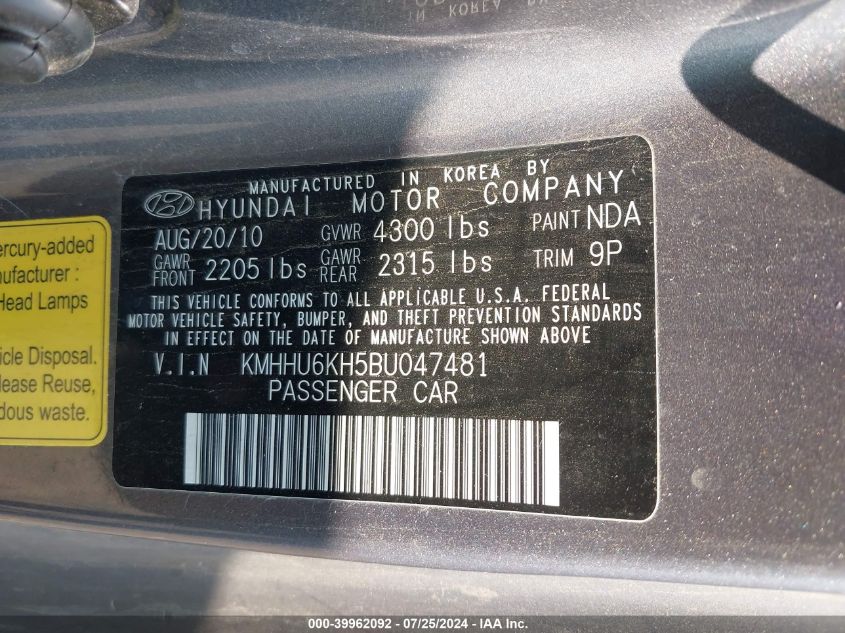 MANUFACTURED IN KOREA BY
HYUNDAI MOTOR COMPANY
AUG/20/10 GVWR 4300 lbs PAINT NDA
GAWR FRONT 2205 lbs GAWR REAR 2315 lbs TRIM 9P
THIS VEHICLE CONFORMS TO ALL APPLICABLE U.S.A. FEDERAL
MOTOR VEHICLE SAFETY, BUMPER, AND THEFT PREVENTION STANDARDS
IN EFFECT ON THE DATE OF MANUFACTURE SHOWN ABOVE
V.I.N KMHHU6KH5BU047481
PASSENGER CAR
ercury-added
anufacturer :
Head Lamps
icle Disposal.
lease Reuse,
dous waste.
000-39962092 - 07/25/2024 - IAA Inc.